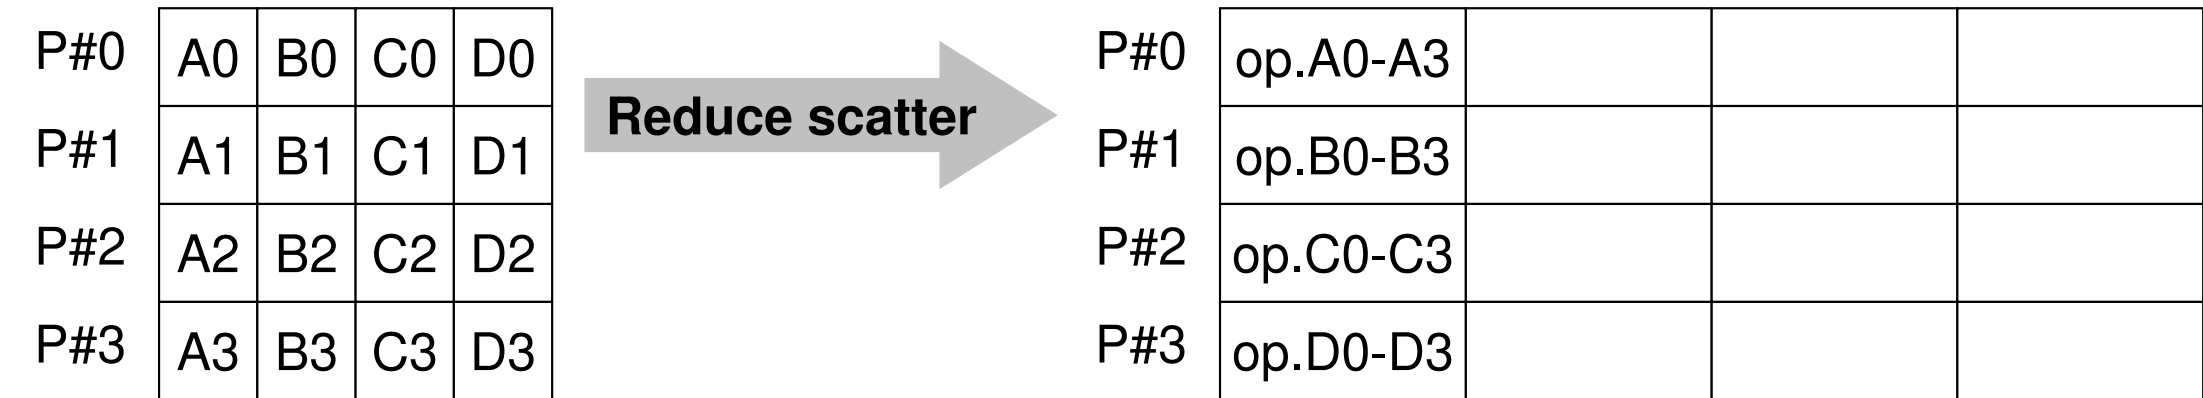 P#0 A0 B0 C0 D0 P#0 op.A0-A3
Reduce scatter
P#1 A1 B1 C1 D1 P#1 op.B0-B3
P#2 A2 B2 C2 D2 P#2 op.C0-C3
P#3 A3 B3 C3 D3 P#3 op.D0-D3